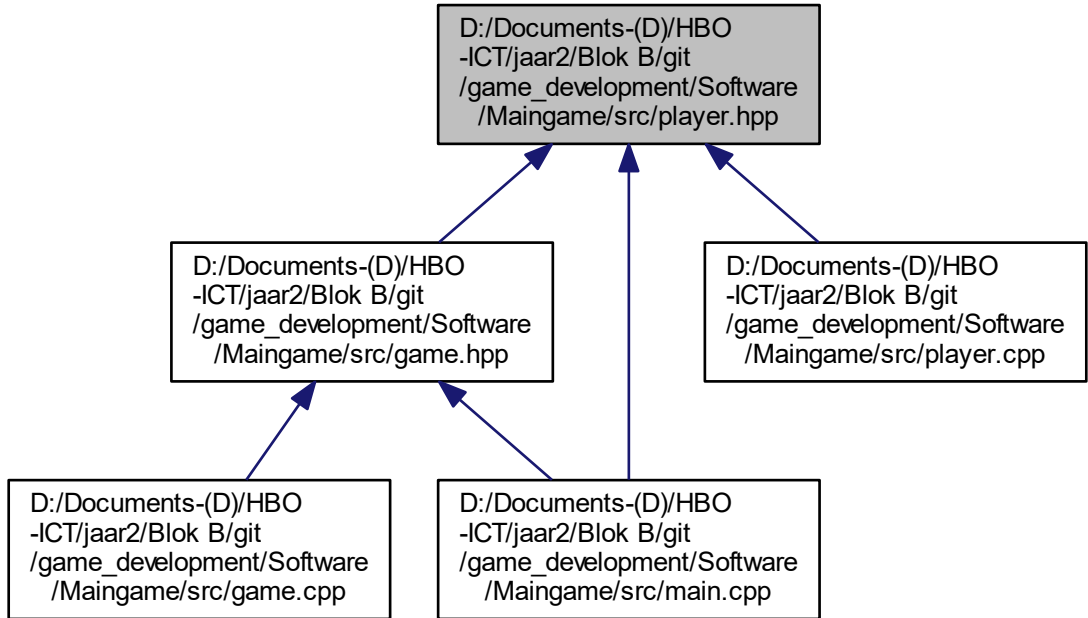 D:/Documents-(D)/HBO
-ICT/jaar2/Blok B/git
/game_development/Software
/Maingame/src/player.hpp
D:/Documents-(D)/HBO
-ICT/jaar2/Blok B/git
/game_development/Software
/Maingame/src/game.hpp
D:/Documents-(D)/HBO
-ICT/jaar2/Blok B/git
/game_development/Software
/Maingame/src/player.cpp
D:/Documents-(D)/HBO
-ICT/jaar2/Blok B/git
/game_development/Software
/Maingame/src/game.cpp
D:/Documents-(D)/HBO
-ICT/jaar2/Blok B/git
/game_development/Software
/Maingame/src/main.cpp